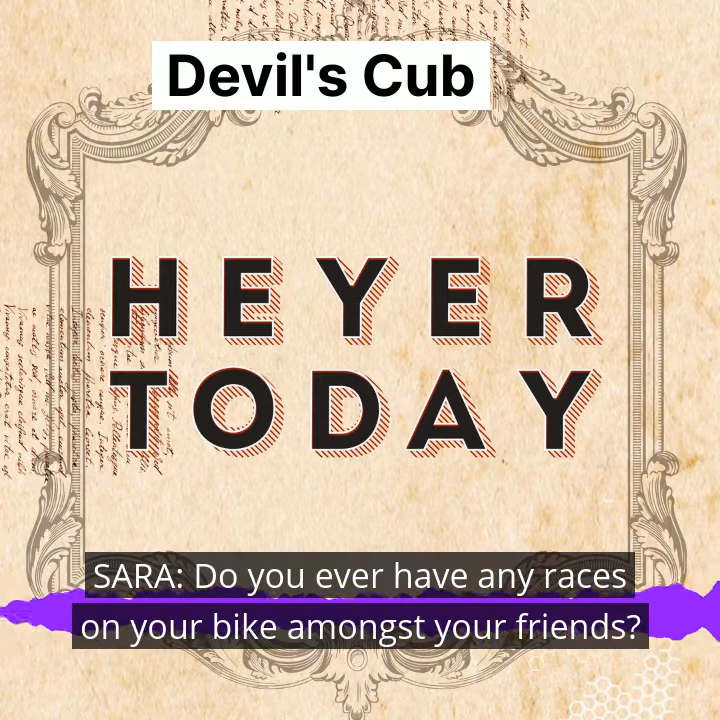 Devil's Cub
HEYER
TODAY
SARA: Do you ever have any races
on your bike amongst your friends?